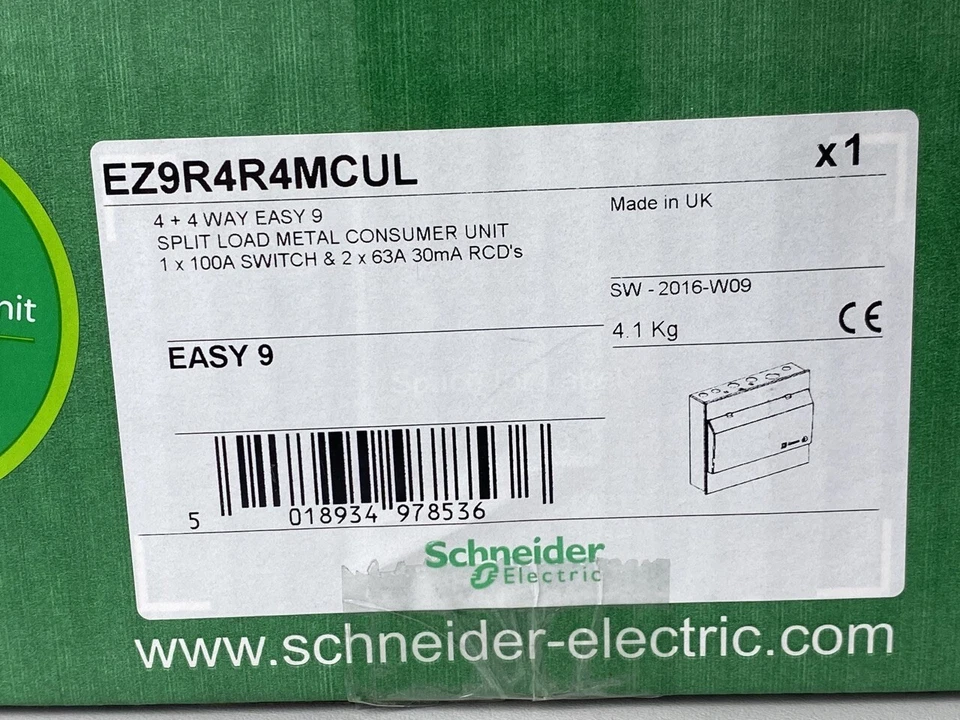 EZ9R4R4MCUL
x1
4 + 4 WAY EASY 9
SPLIT LOAD METAL CONSUMER UNIT
1 x 100A SWITCH & 2 x 63A 30mA RCD's
Made in UK
SW - 2016-W09
4.1 Kg
CE
nit
EASY 9
5 018934 978536
Schneider
Electric
www.schneider-electric.com